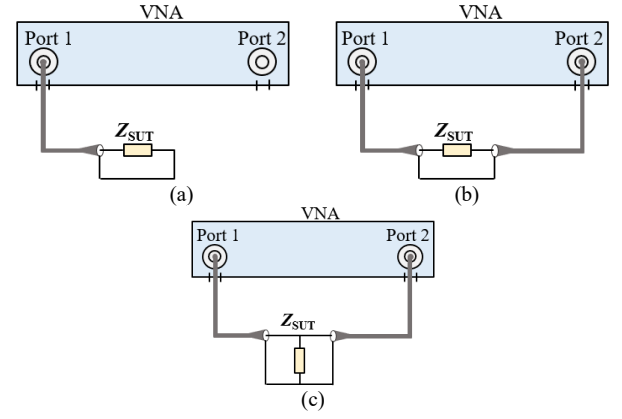 VNA
Port 1
Port 2
Z_SUT
(a)
VNA
Port 1
Port 2
Z_SUT
(b)
VNA
Port 1
Port 2
Z_SUT
(c)